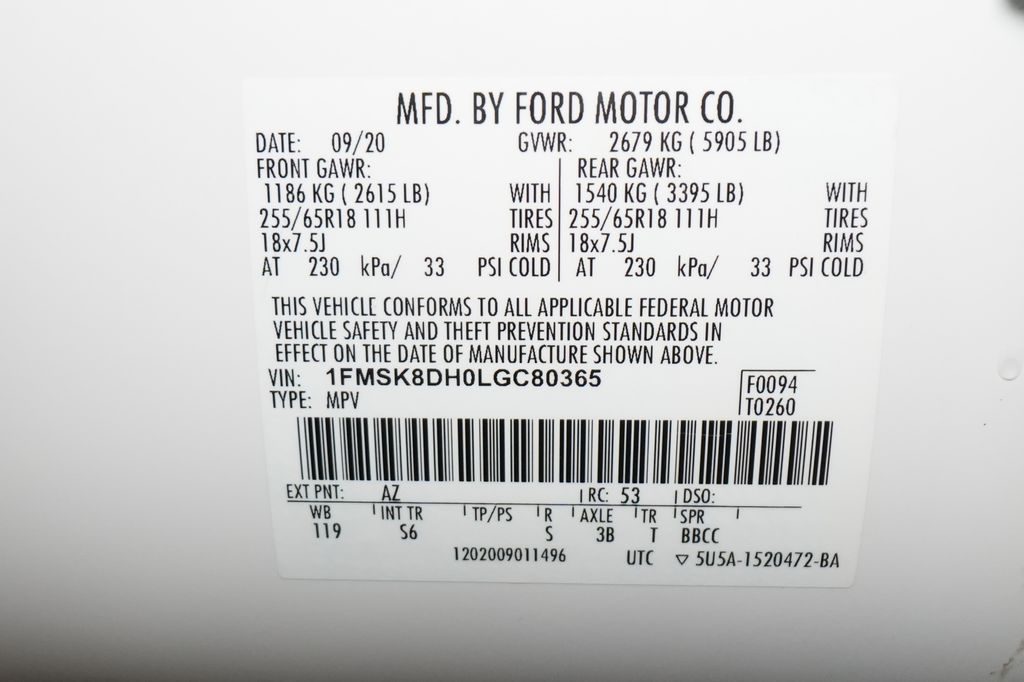 MFD. BY FORD MOTOR CO.
DATE: 09/20 GVWR: 2679 KG ( 5905 LB)
FRONT GAWR: REAR GAWR:
1186 KG ( 2615 LB) WITH 1540 KG ( 3395 LB) WITH
255/65R18 111H TIRES 255/65R18 111H TIRES
18x7.5J RIMS 18x7.5J RIMS
AT 230 kPa/ 33 PSI COLD AT 230 kPa/ 33 PSI COLD
THIS VEHICLE CONFORMS TO ALL APPLICABLE FEDERAL MOTOR
VEHICLE SAFETY AND THEFT PREVENTION STANDARDS IN
EFFECT ON THE DATE OF MANUFACTURE SHOWN ABOVE.
VIN: 1FMSK8DH0LGC80365 F0094
TYPE: MPV T0260
EXT PNT: AZ RC: 53 DSO:
WB INT TR TP/PS R AXLE TR SPR
119 S6 S 3B T BBCC
1202009011496 UTC ▽ 5U5A-1520472-BA